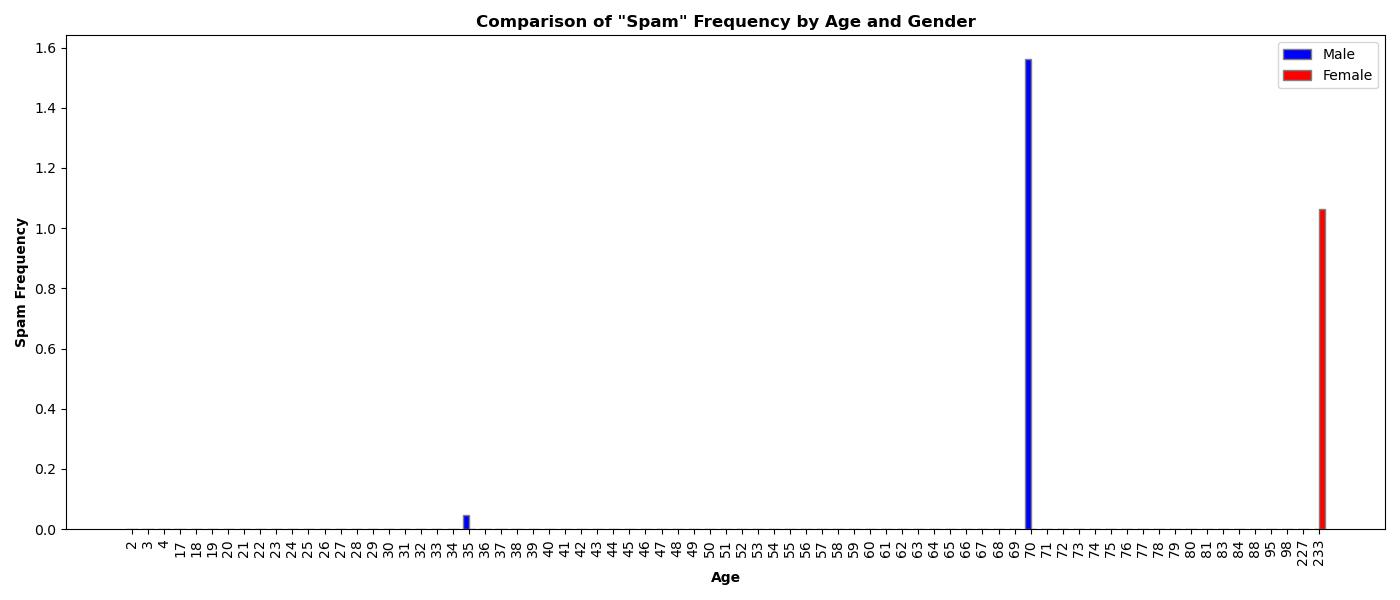 Comparison of "Spam" Frequency by Age and Gender
Male
Female
Spam Frequency
1.6
1.4
1.2
1.0
0.8
0.6
0.4
0.2
0.0
2 3 4 17 18 19 20 21 22 23 24 25 26 27 28 29 30 31 32 33 34 35 36 37 38 39 40 41 42 43 44 45 46 47 48 49 50 51 52 53 54 55 56 57 58 59 60 61 62 63 64 65 66 67 68 69 70 71 72 73 74 75 76 77 78 79 80 81 83 84 88 95 98 227 233
Age